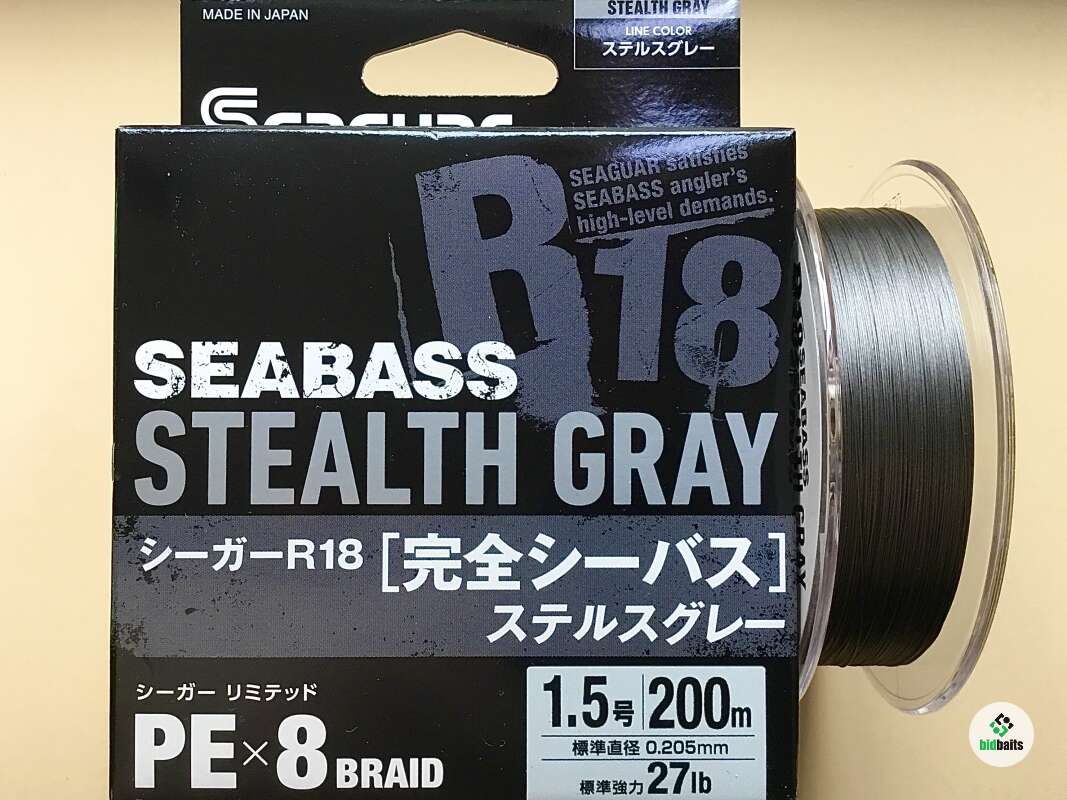 MADE IN JAPAN
STEALTH GRAY
LINE COLOR
ステルスグレー
SEAGUAR
R18
SEAGUAR satisfies
SEABASS angler's
high-level demands.
SEABASS
STEALTH GRAY
シーガーR18 [完全シーバス]
ステルスグレー
シーガー リミテッド
PE×8 BRAID
1.5号 200m
標準直径 0.205mm
標準強力 27lb
bidbaits